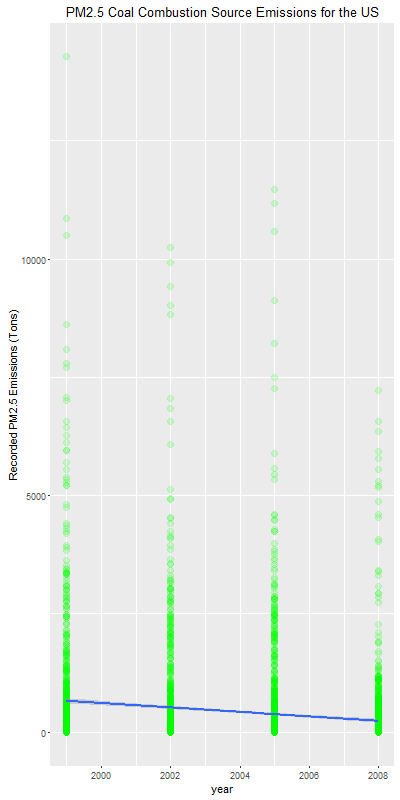 PM2.5 Coal Combustion Source Emissions for the US
Recorded PM2.5 Emissions (Tons)
10000
5000
0
2000 2002 2004 2006 2008
year